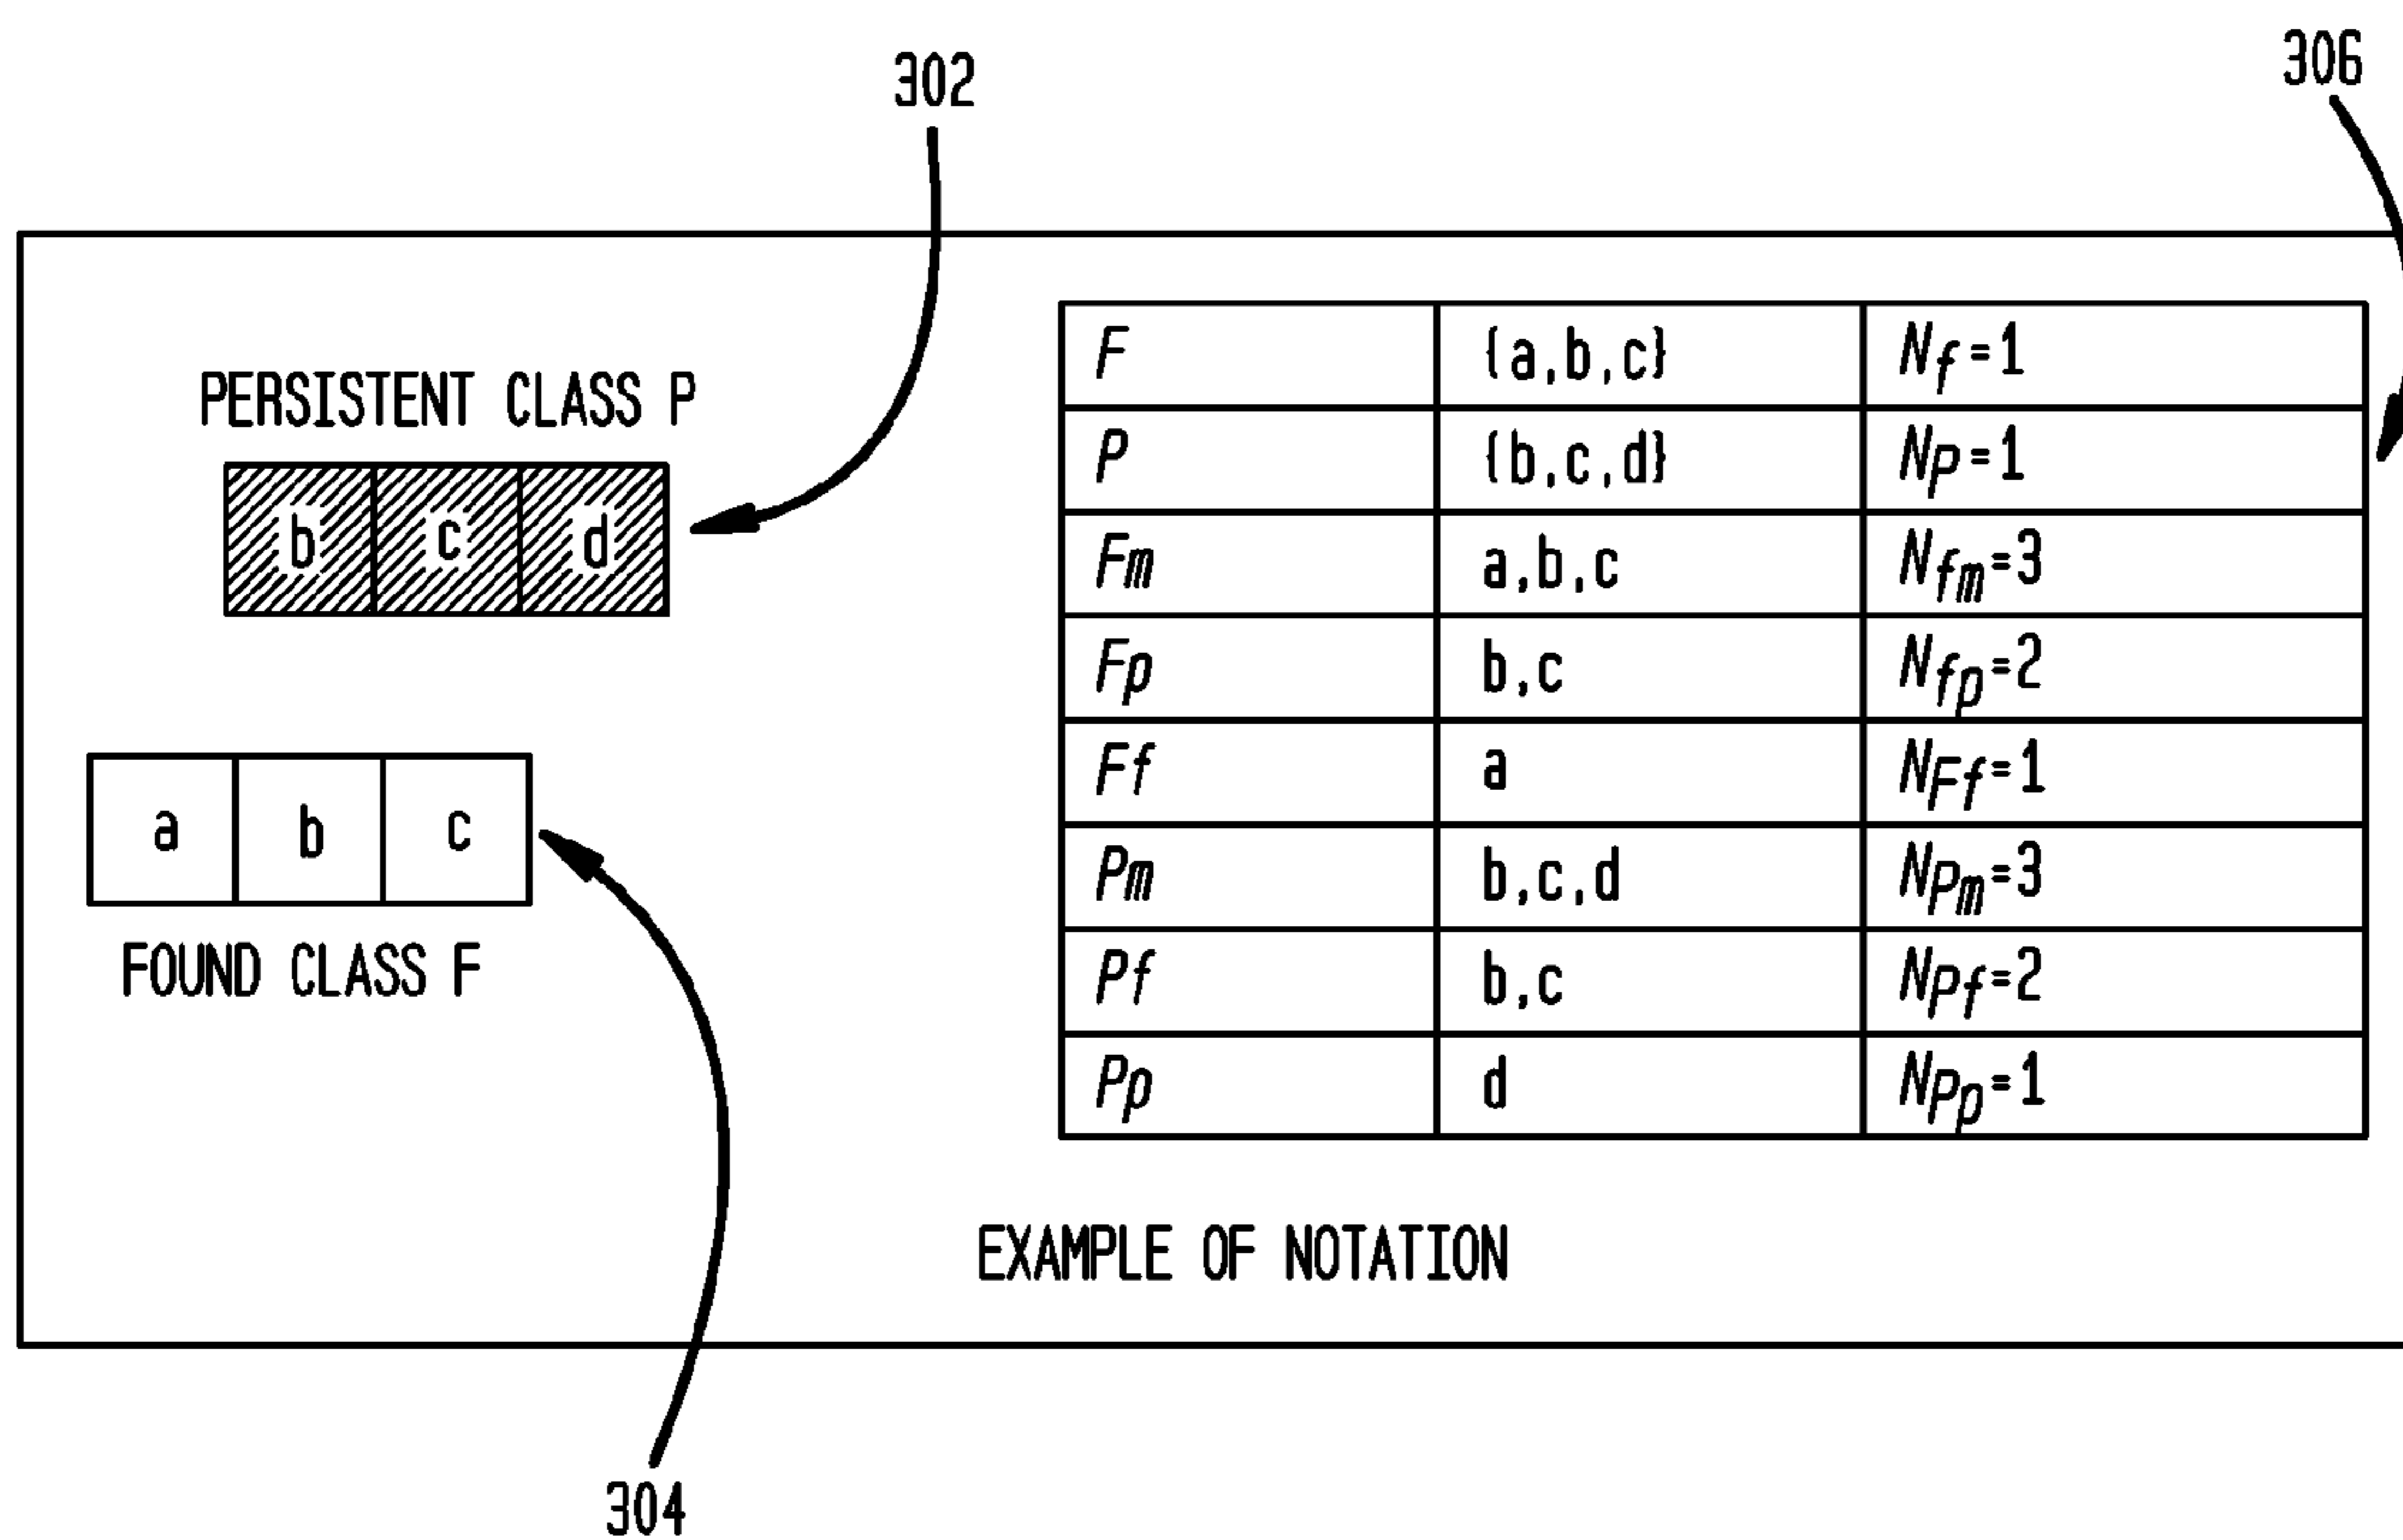 302
306
PERSISTENT CLASS P
b c d
a b c
FOUND CLASS F
F {a,b,c} Nf=1
P {b,c,d} NP=1
Fm a,b,c Nfm=3
Fp b,c Nfp=2
Ff a NFf=1
Pm b,c,d NPm=3
Pf b,c NPf=2
Pp d NPp=1
EXAMPLE OF NOTATION
304